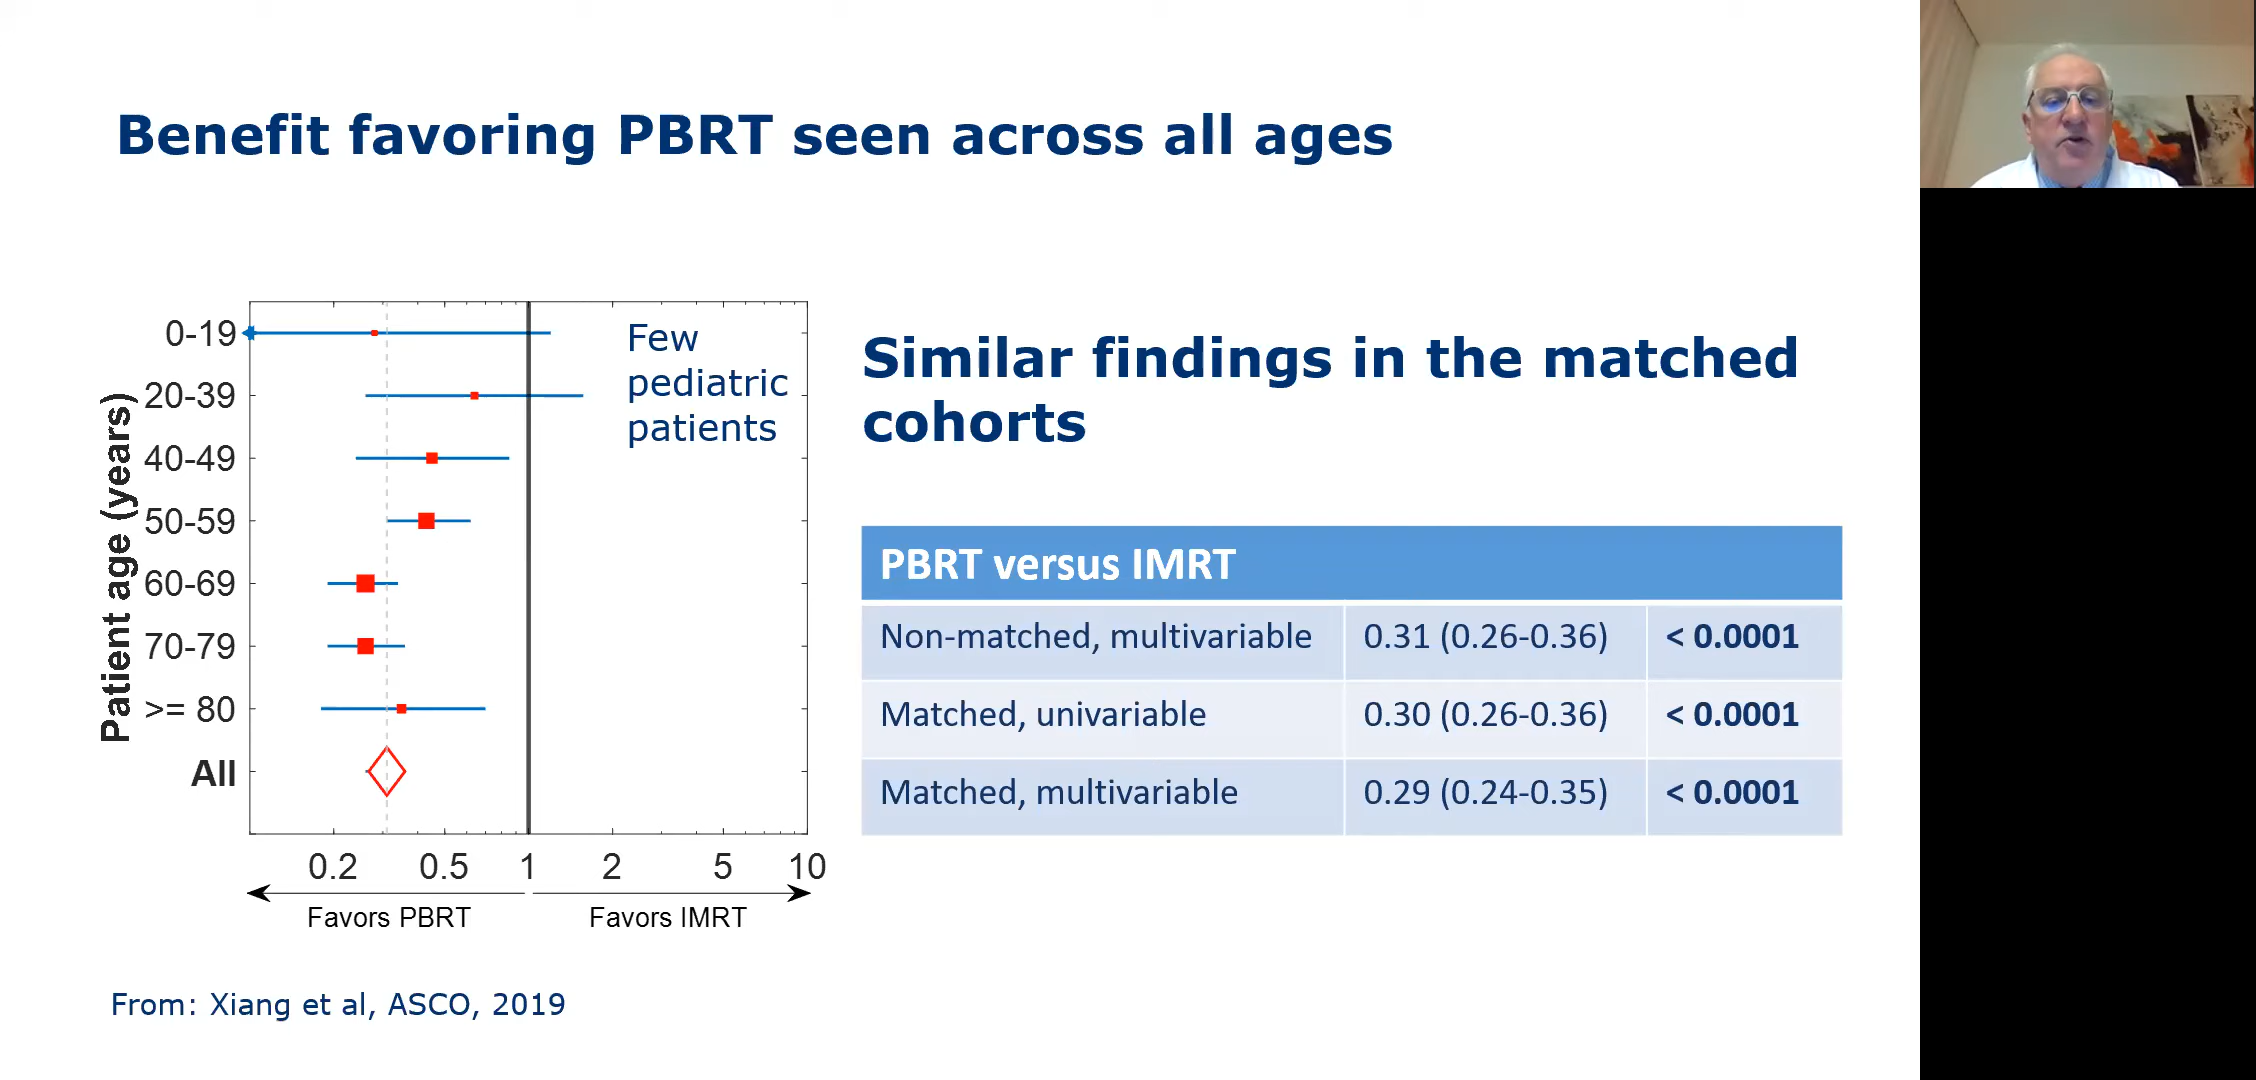 Benefit favoring PBRT seen across all ages
Patient age (years)
0-19
20-39
40-49
50-59
60-69
70-79
>= 80
All
Few
pediatric
patients
0.2 0.5 1 2 5 10
Favors PBRT Favors IMRT
Similar findings in the matched
cohorts
PBRT versus IMRT
Non-matched, multivariable 0.31 (0.26-0.36) < 0.0001
Matched, univariable 0.30 (0.26-0.36) < 0.0001
Matched, multivariable 0.29 (0.24-0.35) < 0.0001
From: Xiang et al, ASCO, 2019